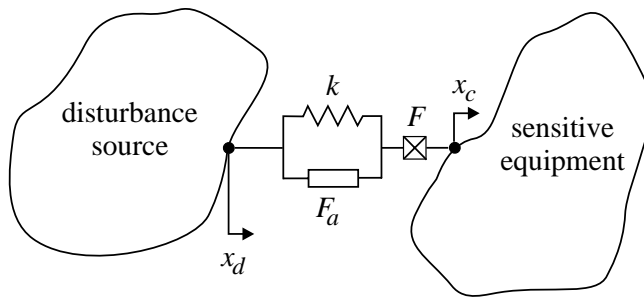 disturbance
source
k
F
x_c
F_a
x_d
sensitive
equipment